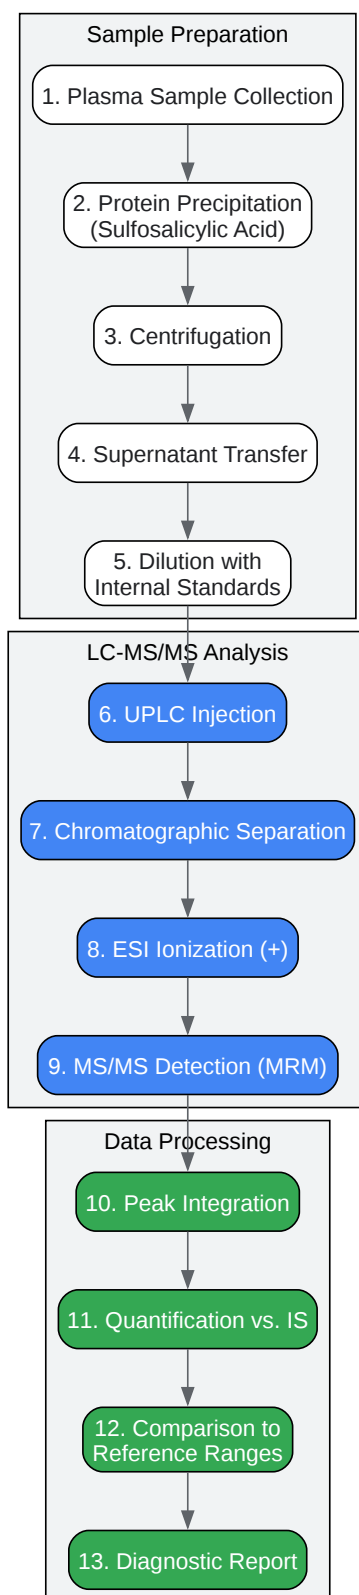 Sample Preparation
1. Plasma Sample Collection
2. Protein Precipitation
(Sulfosalicylic Acid)
3. Centrifugation
4. Supernatant Transfer
5. Dilution with
Internal Standards
LC-MS/MS Analysis
6. UPLC Injection
7. Chromatographic Separation
8. ESI Ionization (+)
9. MS/MS Detection (MRM)
Data Processing
10. Peak Integration
11. Quantification vs. IS
12. Comparison to
Reference Ranges
13. Diagnostic Report